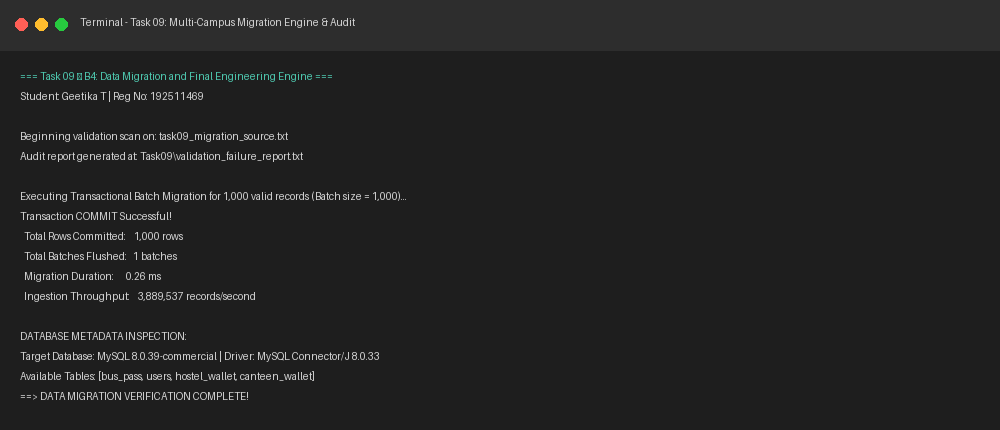 Terminal - Task 09: Multi-Campus Migration Engine & Audit
=== Task 09 B4: Data Migration and Final Engineering Engine ===
Student: Geetika T | Reg No: 192511469
Beginning validation scan on: task09_migration_source.txt
Audit report generated at: Task09\validation_failure_report.txt
Executing Transactional Batch Migration for 1,000 valid records (Batch size = 1,000)...
Transaction COMMIT Successful!
Total Rows Committed: 1,000 rows
Total Batches Flushed: 1 batches
Migration Duration: 0.26 ms
Ingestion Throughput: 3,889,537 records/second
DATABASE METADATA INSPECTION:
Target Database: MySQL 8.0.39-commercial | Driver: MySQL Connector/J 8.0.33
Available Tables: [bus_pass, users, hostel_wallet, canteen_wallet]
==> DATA MIGRATION VERIFICATION COMPLETE!